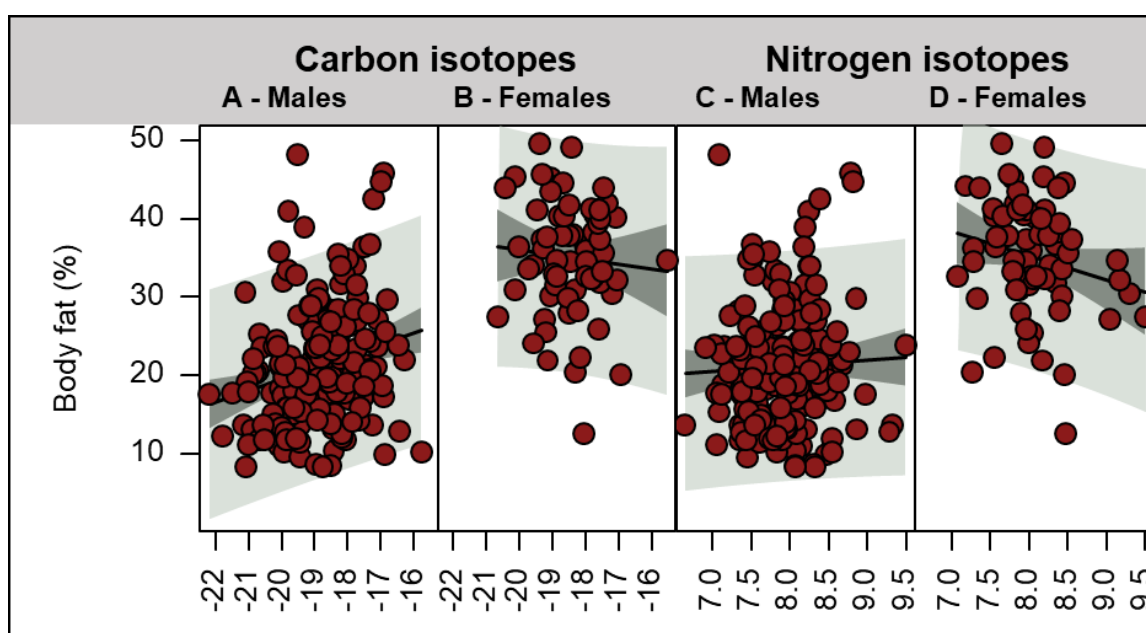 Carbon isotopes Nitrogen isotopes
A - Males B - Females C - Males D - Females
Body fat (%)
50
40
30
20
10
-22 -21 -20 -19 -18 -17 -16 -22 -21 -20 -19 -18 -17 -16 7.0 7.5 8.0 8.5 9.0 9.5 7.0 7.5 8.0 8.5 9.0 9.5